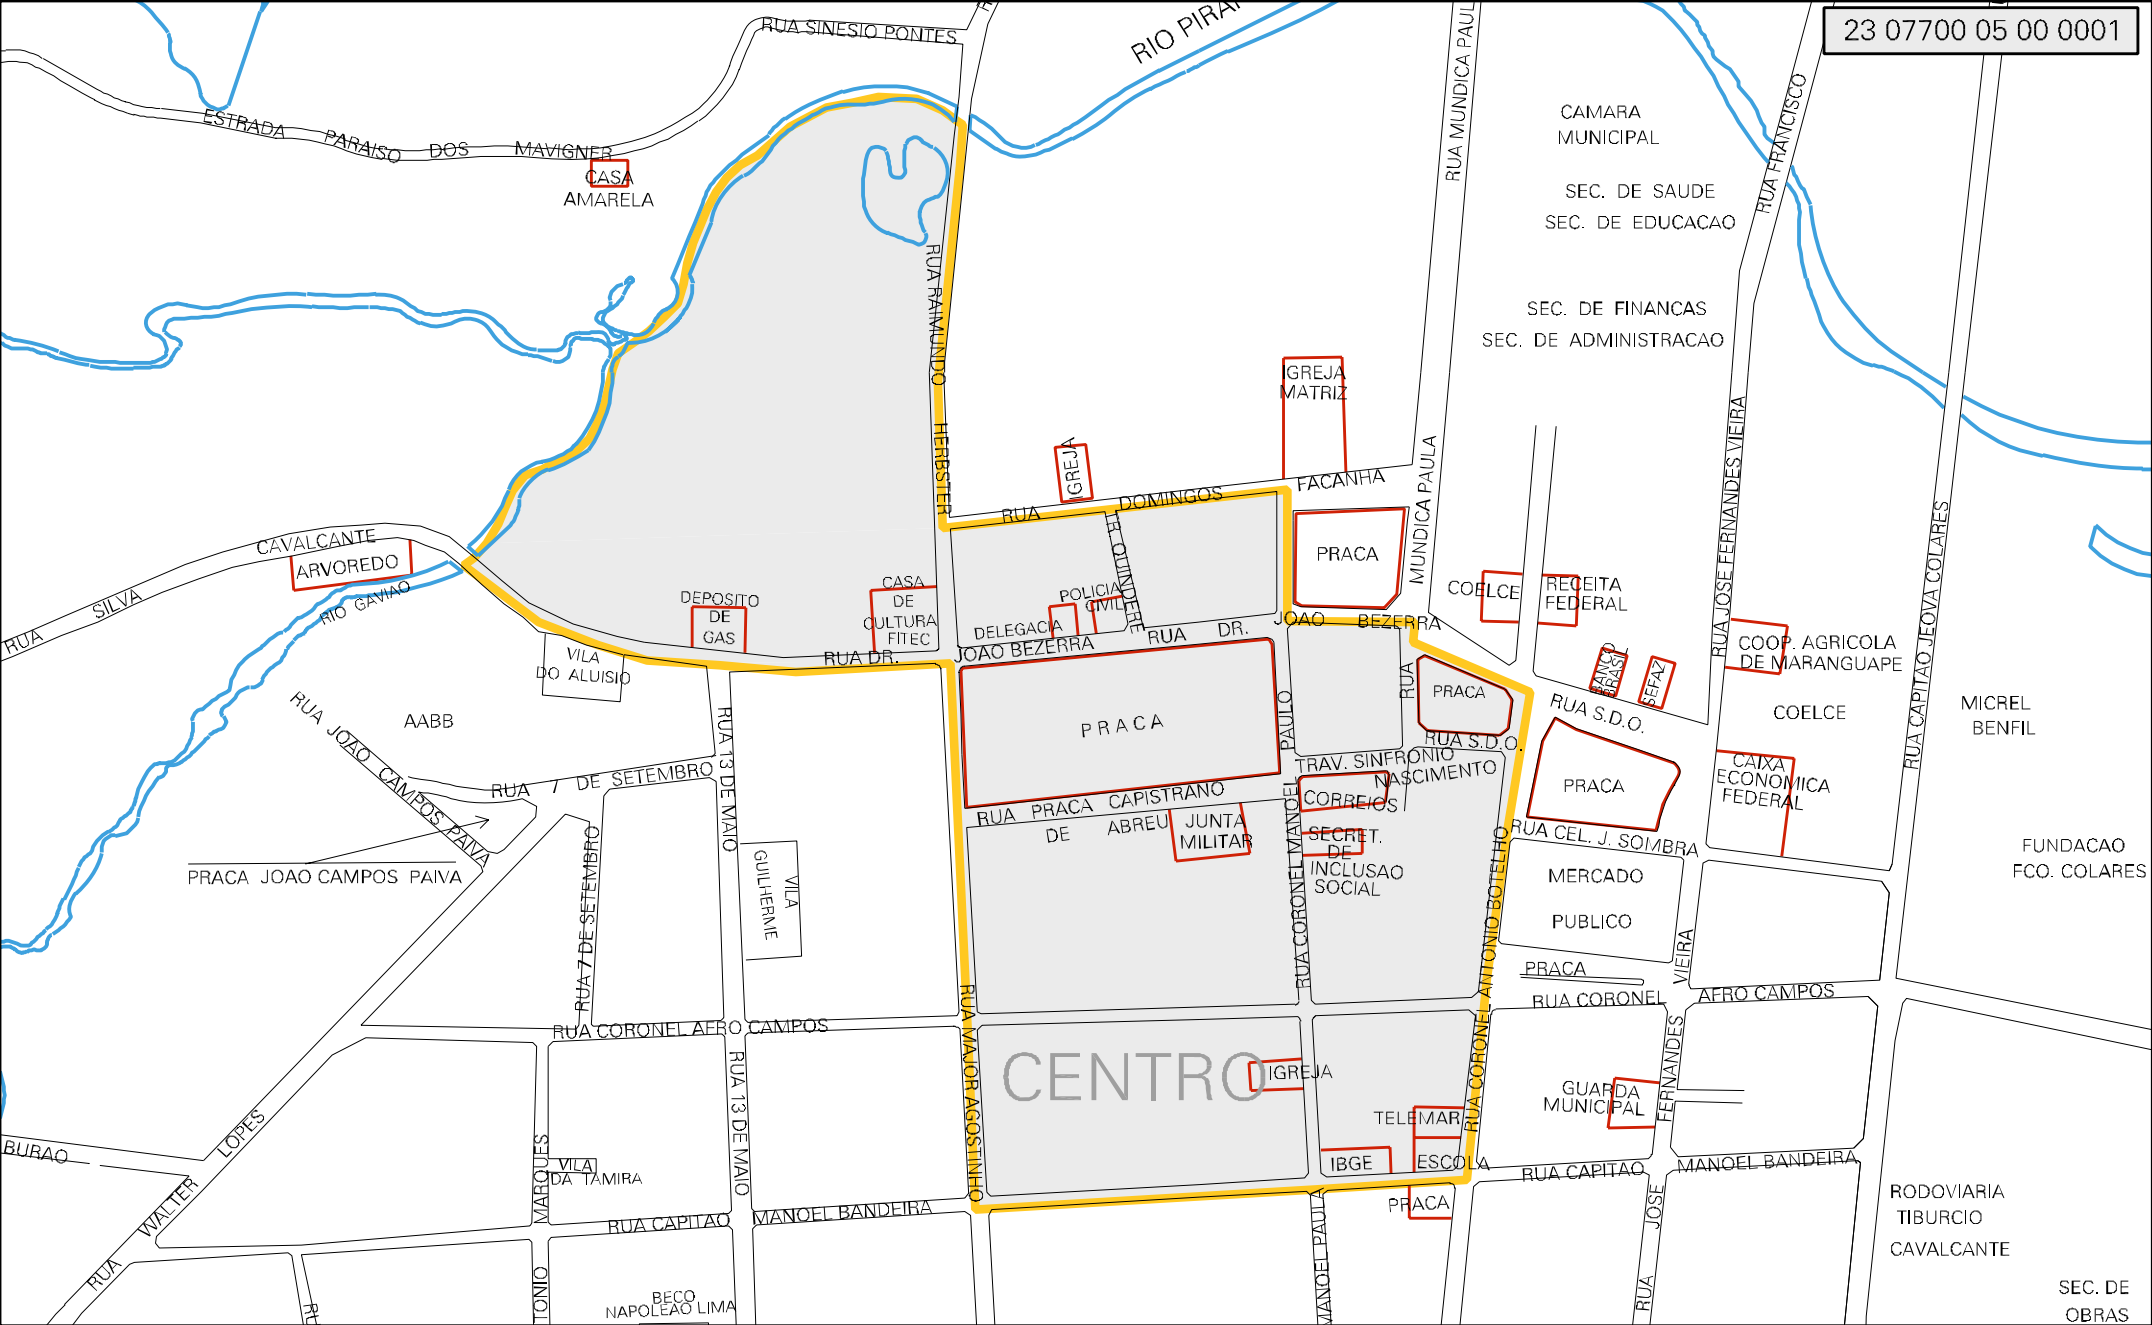 23 07700 05 00 0001
RUA SINESIO PONTES
RUA MUNDICA PAUL
RUA FRANCISCO
CAMARA
MUNICIPAL
ESTRADA PARAISO DOS MAVIGNER
CASA
AMARELA
SEC. DE SAUDE
SEC. DE EDUCACAO
SEC. DE FINANCAS
SEC. DE ADMINISTRACAO
RUA RAIMUNDO HERBSTER
IGREJA
MATRIZ
IGREJA
RUA DOMINGOS FACANHA
MUNDICA PAULA
RUA JOSE FERNANDES VIEIRA
RUA CAPITAO JEOVA COLARES
RUA SILVA CAVALCANTE
ARVOREDO
RIO GAVIAO
TR. QUINDERE
PRACA
COELCE
RECEITA
FEDERAL
DEPOSITO
DE
GAS
CASA
DE
CULTURA
FITEC
POLICIA
CIVIL
DELEGACIA
RUA DR.
JOAO BEZERRA
RUA DR.
JOAO BEZERRA
COOP. AGRICOLA
DE MARANGUAPE
BANCO
BRASIL
SEFAZ
VILA
DO ALUISIO
AABB
RUA JOAO CAMPOS PAIVA
PRACA
PAULO
RUA
PRACA
RUA S.D.O.
RUA S.D.O.
COELCE
MICREL
BENFIL
RUA 13 DE MAIO
RUA 7 DE SETEMBRO
TRAV. SINFRONIO
NASCIMENTO
PRACA
CAIXA
ECONOMICA
FEDERAL
RUA PRACA CAPISTRANO
DE ABREU
JUNTA
MILITAR
CORREIOS
SECRET.
DE
INCLUSAO
SOCIAL
RUA CEL. J. SOMBRA
FUNDACAO
FCO. COLARES
PRACA JOAO CAMPOS PAIVA
RUA 7 DE SETEMBRO
VILA
GUILHERME
RUA CORONEL MANOEL
RUA CORONEL ANTONIO BOTELHO
MERCADO
PUBLICO
PRACA
VIEIRA
RUA CORONEL AFRO CAMPOS
RUA CORONEL AFRO CAMPOS
RUA MAJOR AGOSTINHO
CENTRO
IGREJA
RUA CORONEL
FERNANDES
GUARDA
MUNICIPAL
RUA 13 DE MAIO
TELEMAR
IBGE
ESCOLA
PRACA
BURAO
RUA WALTER LOPES
MARQUES
VILA
DA TAMIRA
RUA CAPITAO MANOEL BANDEIRA
RUA CAPITAO MANOEL BANDEIRA
RUA JOSE
MANOEL PAULA
RODOVIARIA
TIBURCIO
CAVALCANTE
TONIO
BECO
NAPOLEAO LIMA
SEC. DE
OBRAS